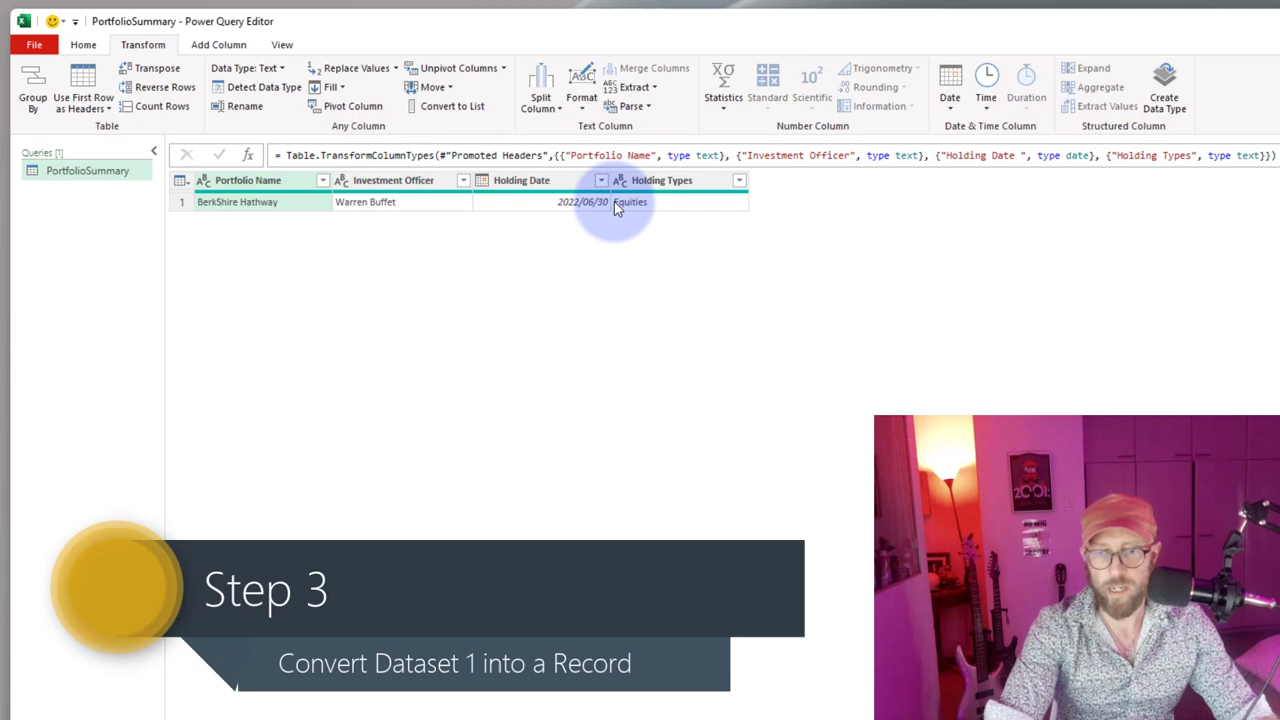 PortfolioSummary - Power Query Editor
File Home Transform Add Column View
Group By
Use First Row as Headers
Transpose
Reverse Rows
Count Rows
Table
Data Type: Text
Detect Data Type
Rename
Replace Values
Fill
Pivot Column
Unpivot Columns
Move
Convert to List
Any Column
Split Column
Format
Merge Columns
Extract
Parse
Text Column
Statistics
Standard
Scientific
Trigonometry
Rounding
Information
Number Column
Date
Time
Duration
Date & Time Column
Expand
Aggregate
Extract Values
Create Data Type
Structured Column
Queries [1]
PortfolioSummary
= Table.TransformColumnTypes(#"Promoted Headers",{{"Portfolio Name", type text}, {"Investment Officer", type text}, {"Holding Date ", type date}, {"Holding Types", type text}})
Portfolio Name Investment Officer Holding Date Holding Types
1 BerkShire Hathway Warren Buffet 2022/06/30 Equities
Step 3
Convert Dataset 1 into a Record
2001: